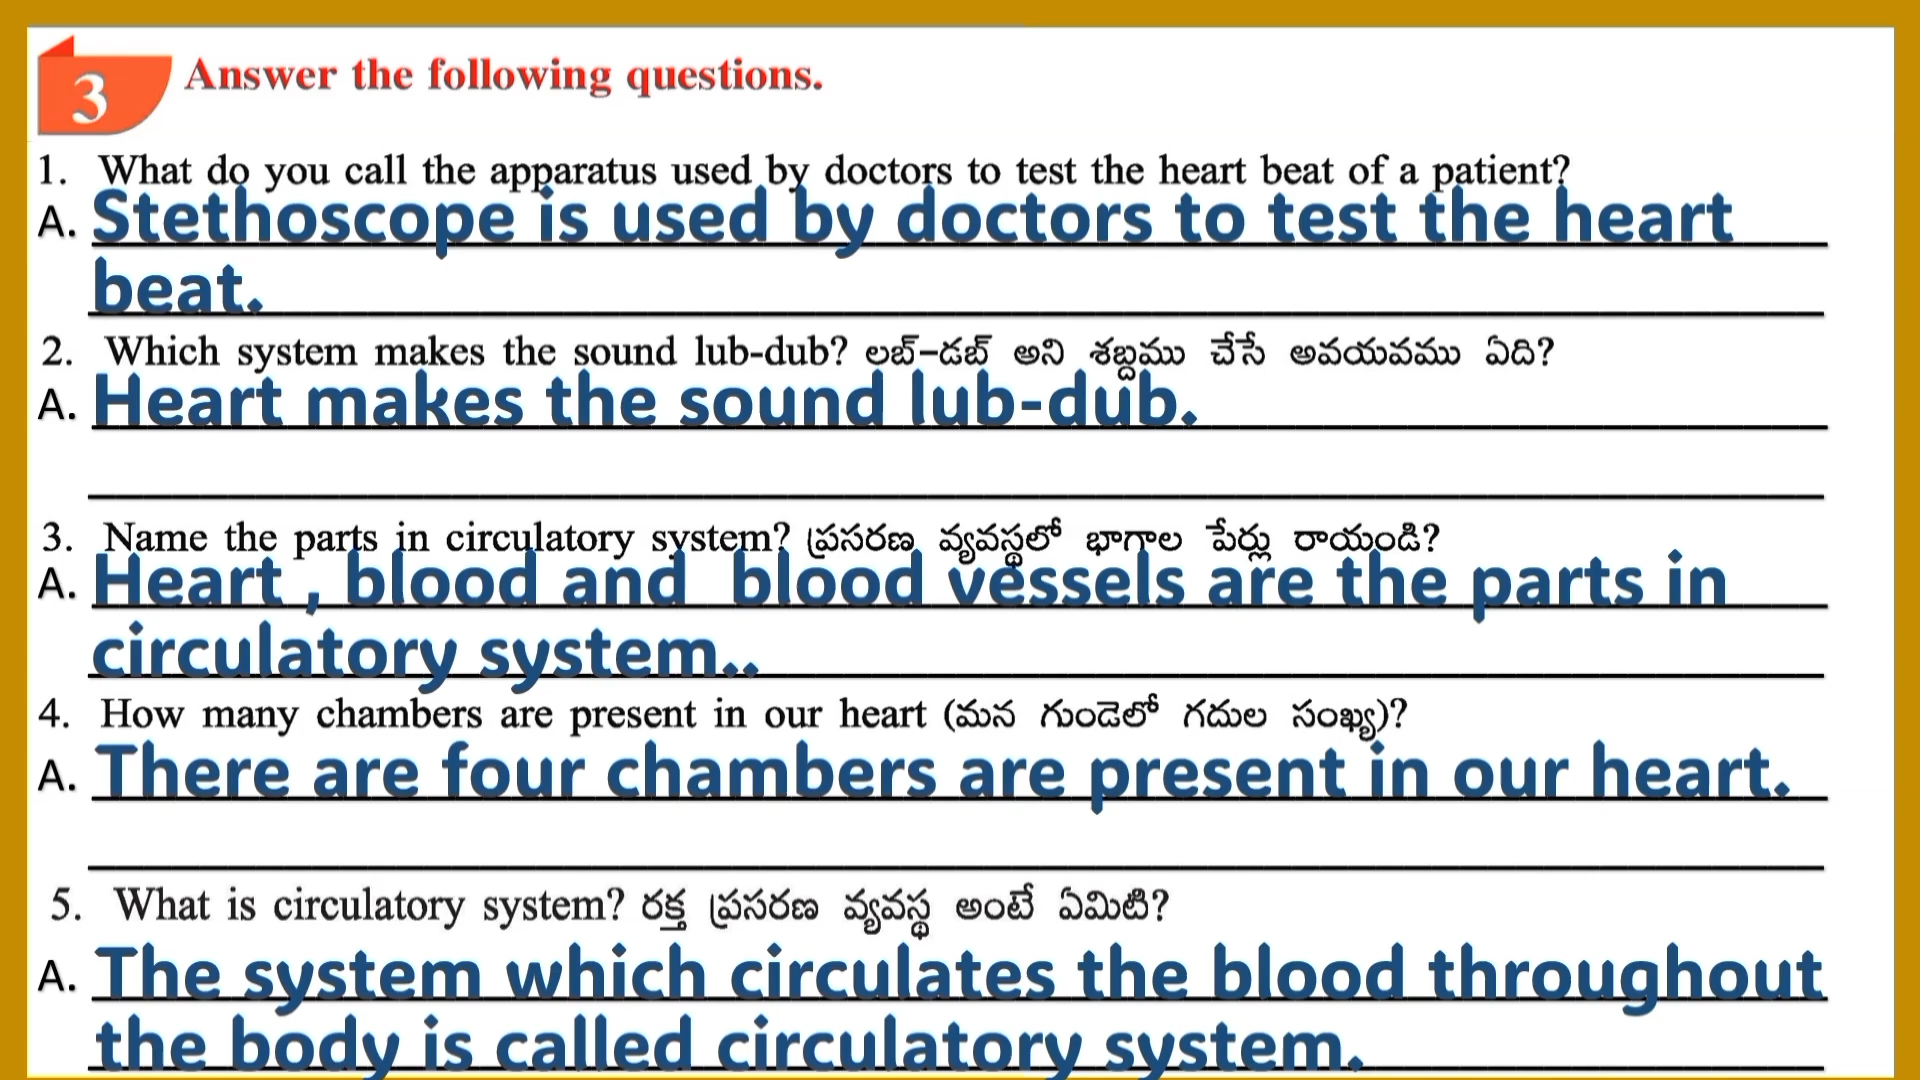 3 Answer the following questions.
1. What do you call the apparatus used by doctors to test the heart beat of a patient?
A. Stethoscope is used by doctors to test the heart
beat.
2. Which system makes the sound lub-dub? లబ్–డబ్ అని శబ్దము చేసే అవయవము ఏది?
A. Heart makes the sound lub-dub.
3. Name the parts in circulatory system? ప్రసరణ వ్యవస్థలో భాగాల పేర్లు రాయండి?
A. Heart , blood and blood vessels are the parts in
circulatory system..
4. How many chambers are present in our heart (మన గుండెలో గదుల సంఖ్య)?
A. There are four chambers are present in our heart.
5. What is circulatory system? రక్త ప్రసరణ వ్యవస్థ అంటే ఏమిటి?
A. The system which circulates the blood throughout
the body is called circulatory system.